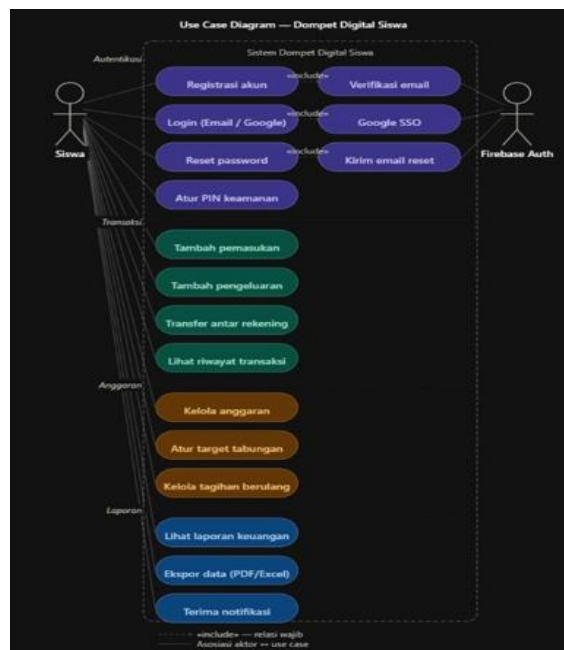 Use Case Diagram — Dompet Digital Siswa
Sistem Dompet Digital Siswa
Autentikasi
Registrasi akun
«include»
Verifikasi email
Login (Email / Google)
«include»
Google SSO
Siswa
Reset password
«include»
Kirim email reset
Firebase Auth
Atur PIN keamanan
Transaksi
Tambah pemasukan
Tambah pengeluaran
Transfer antar rekening
Lihat riwayat transaksi
Anggaran
Kelola anggaran
Atur target tabungan
Kelola tagihan berulang
Laporan
Lihat laporan keuangan
Ekspor data (PDF/Excel)
Terima notifikasi
«include» — relasi wajib
Asosiasi aktor ↔ use case